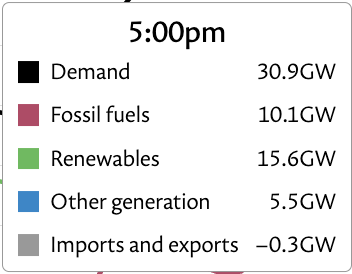 5:00pm
Demand 30.9GW
Fossil fuels 10.1GW
Renewables 15.6GW
Other generation 5.5GW
Imports and exports −0.3GW